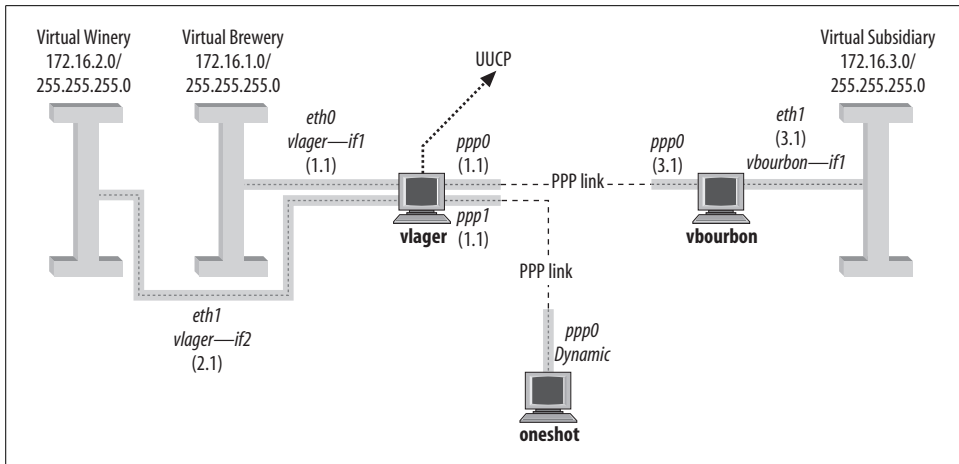 Virtual Winery
172.16.2.0/
255.255.255.0
Virtual Brewery
172.16.1.0/
255.255.255.0
UUCP
Virtual Subsidiary
172.16.3.0/
255.255.255.0
eth0
vlager—if1
(1.1)
ppp0
(1.1)
PPP link
ppp0
(3.1)
eth1
(3.1)
vbourbon—if1
vlager
ppp1
(1.1)
vbourbon
PPP link
eth1
vlager—if2
(2.1)
ppp0
Dynamic
oneshot